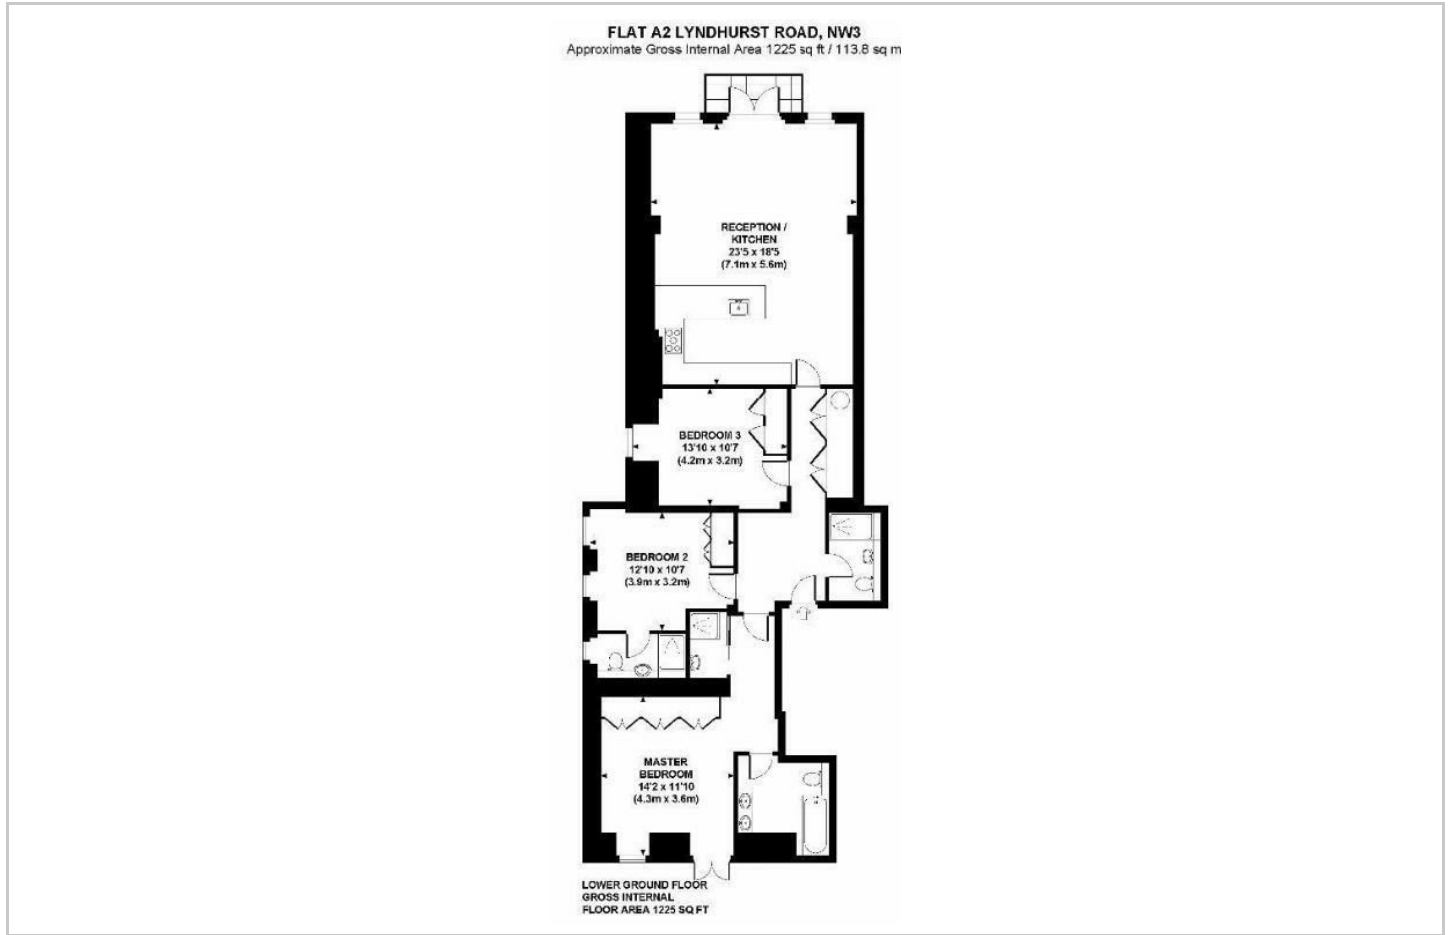 FLAT A2 LYNDHURST ROAD, NW3
Approximate Gross Internal Area 1225 sq ft / 113.8 sq m
RECEPTION /
KITCHEN
23'5 x 18'5
(7.1m x 5.6m)
BEDROOM 3
13'10 x 10'7
(4.2m x 3.2m)
BEDROOM 2
12'10 x 10'7
(3.9m x 3.2m)
MASTER
BEDROOM
14'2 x 11'10
(4.3m x 3.6m)
LOWER GROUND FLOOR
GROSS INTERNAL
FLOOR AREA 1225 SQ FT